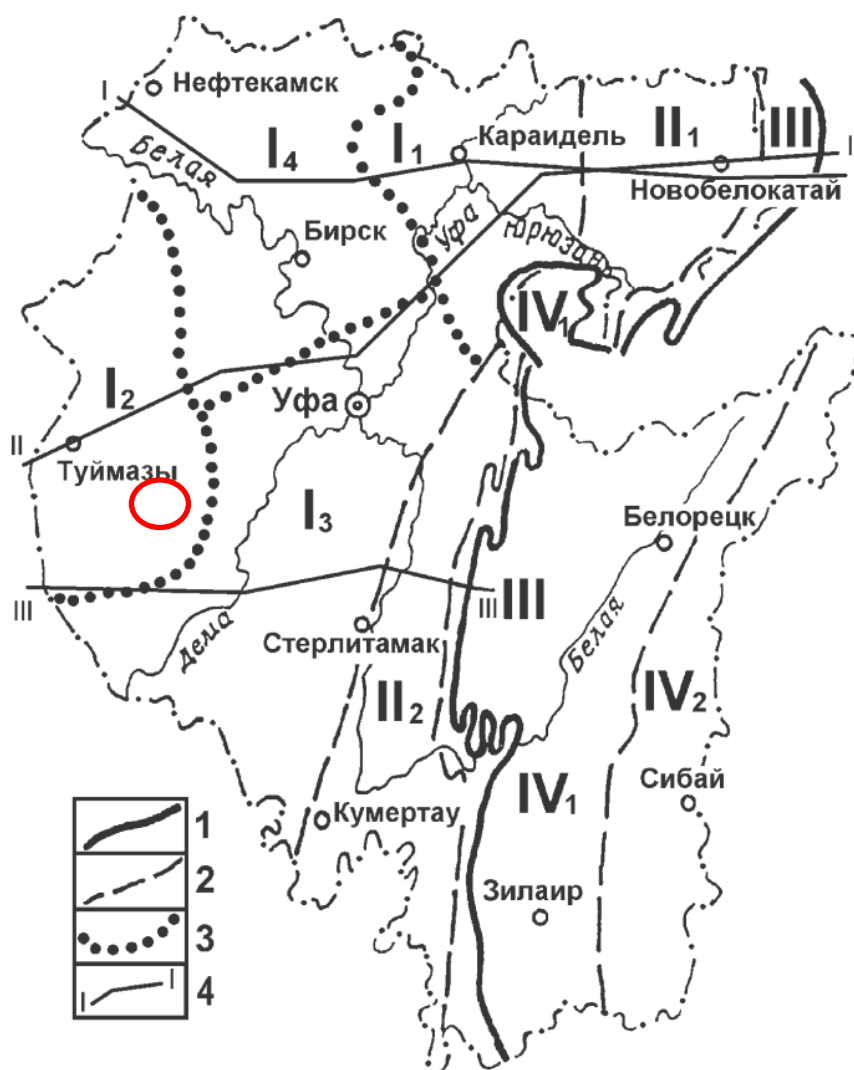 Нефтекамск
I
Белая
I4
I1
Караидель
II1
III
I
Новобелокатай
Бирск
Уфа
Юрюзань
IV1
I2
Уфа
II
Туймазы
I3
Белорецк
III
III
III
Дема
Стерлитамак
Белая
II2
IV2
Сибай
IV1
Кумертау
Зилаир
1
2
3
I I
4